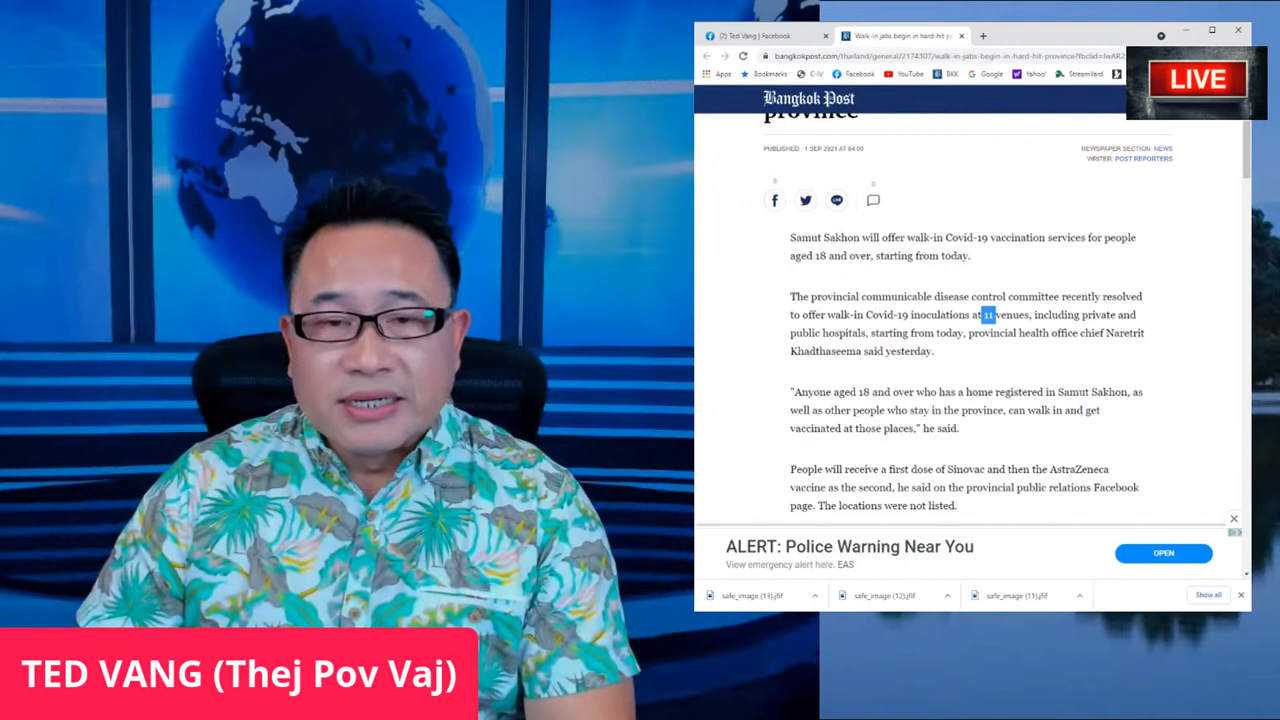 (2) Ted Vang | Facebook
Walk-in jabs begin in hard-hit pr
bangkokpost.com/thailand/general/2174307/walk-in-jabs-begin-in-hard-hit-province?fbclid=IwAR2
Apps Bookmarks C-IV Facebook YouTube BKK Google Yahoo! StreamYard
LIVE
Bangkok Post
province
PUBLISHED : 1 SEP 2021 AT 04:00
NEWSPAPER SECTION: NEWS
WRITER: POST REPORTERS
0 0
LINE
Samut Sakhon will offer walk-in Covid-19 vaccination services for people
aged 18 and over, starting from today.
The provincial communicable disease control committee recently resolved
to offer walk-in Covid-19 inoculations at 11 venues, including private and
public hospitals, starting from today, provincial health office chief Naretrit
Khadthaseema said yesterday.
"Anyone aged 18 and over who has a home registered in Samut Sakhon, as
well as other people who stay in the province, can walk in and get
vaccinated at those places," he said.
People will receive a first dose of Sinovac and then the AstraZeneca
vaccine as the second, he said on the provincial public relations Facebook
page. The locations were not listed.
ALERT: Police Warning Near You
View emergency alert here. EAS
OPEN
safe_image (13).jfif safe_image (12).jfif safe_image (11).jfif Show all
TED VANG (Thej Pov Vaj)